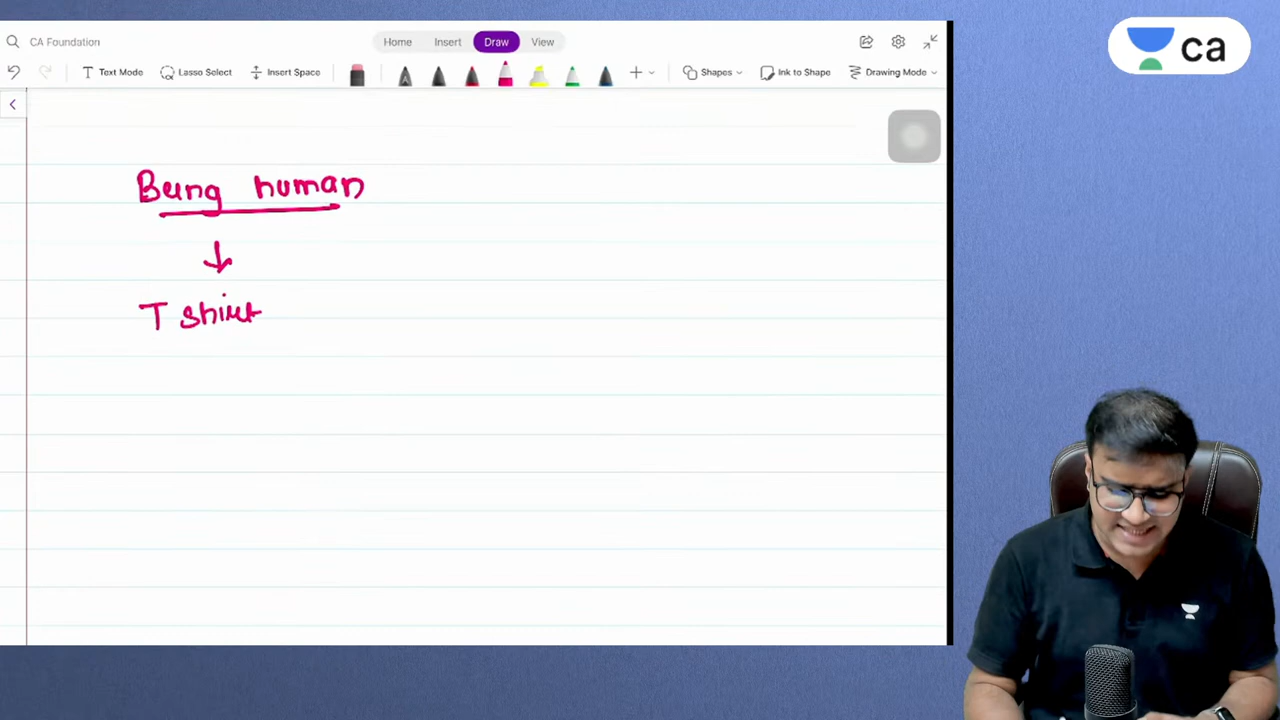 CA Foundation
Home Insert Draw View
Text Mode Lasso Select Insert Space Shapes Ink to Shape Drawing Mode
ca
Being human
T shirt